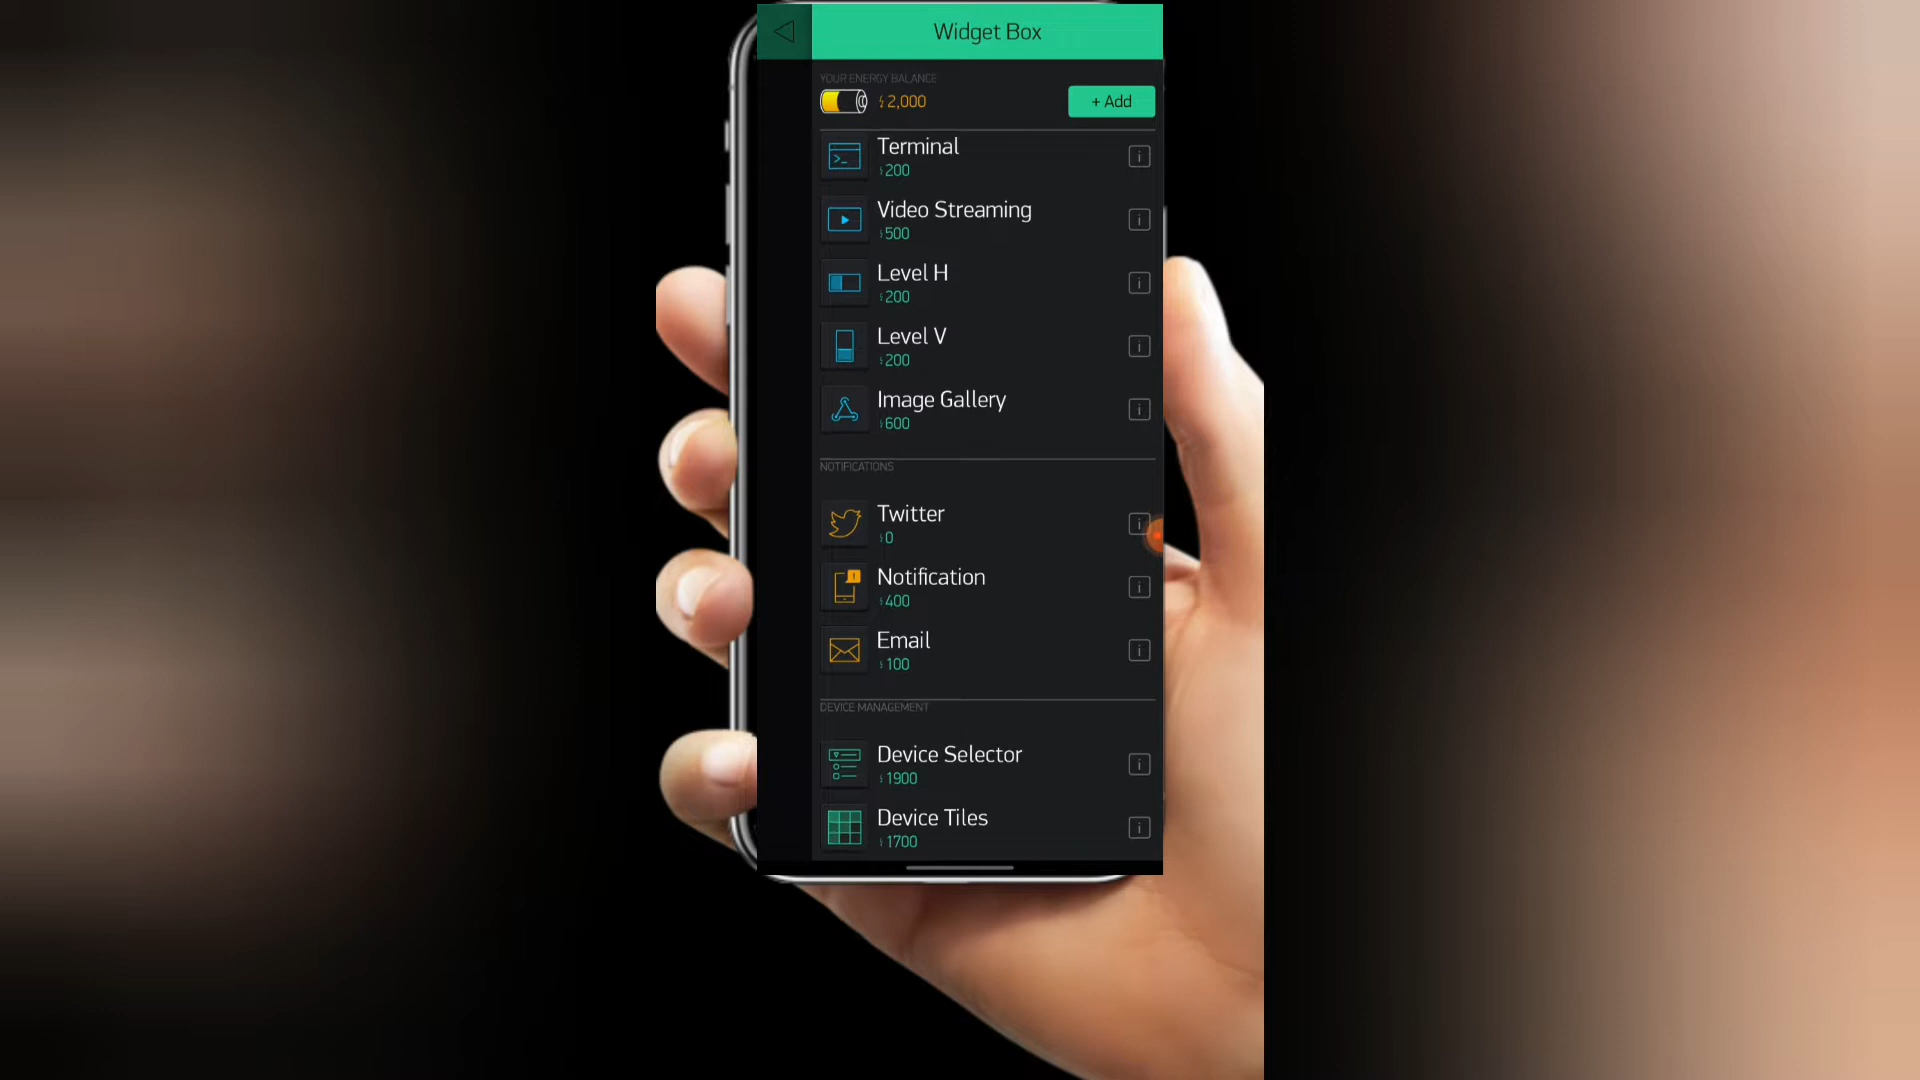 Widget Box
YOUR ENERGY BALANCE
2,000
+ Add
Terminal
200
Video Streaming
500
Level H
200
Level V
200
Image Gallery
600
NOTIFICATIONS
Twitter
0
Notification
400
Email
100
DEVICE MANAGEMENT
Device Selector
1900
Device Tiles
1700